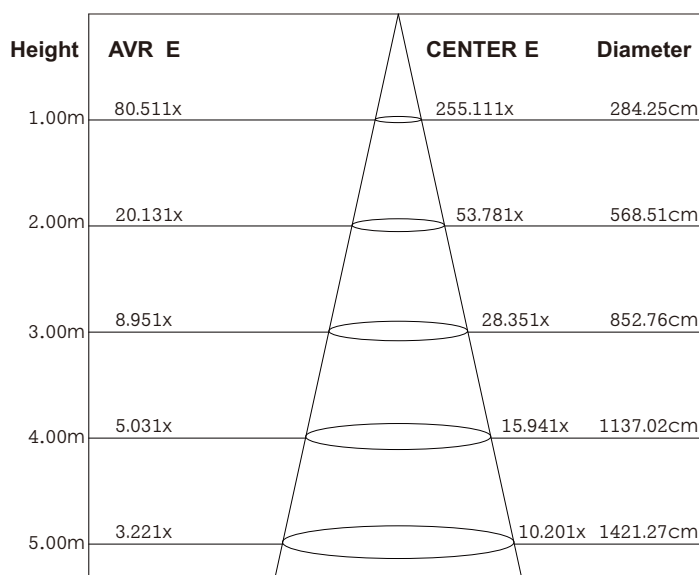 Height AVR E CENTER E Diameter
1.00m 80.511x 255.111x 284.25cm
2.00m 20.131x 53.781x 568.51cm
3.00m 8.951x 28.351x 852.76cm
4.00m 5.031x 15.941x 1137.02cm
5.00m 3.221x 10.201x 1421.27cm